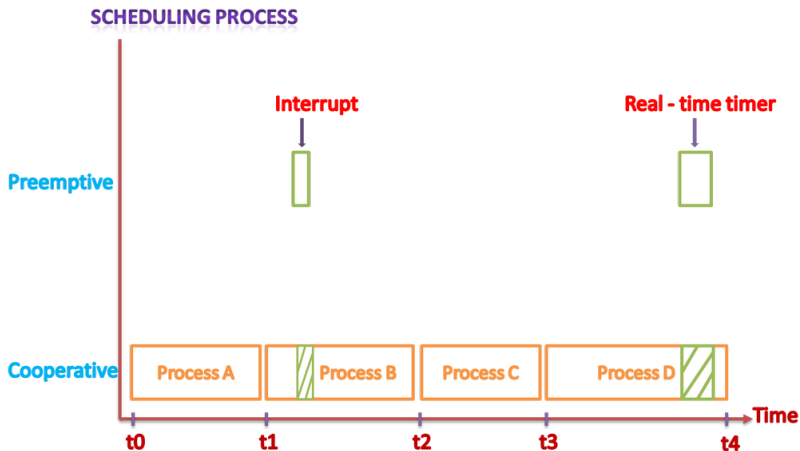 SCHEDULING PROCESS
Interrupt
Real - time timer
Preemptive
Cooperative
Process A
Process B
Process C
Process D
Time
t0
t1
t2
t3
t4